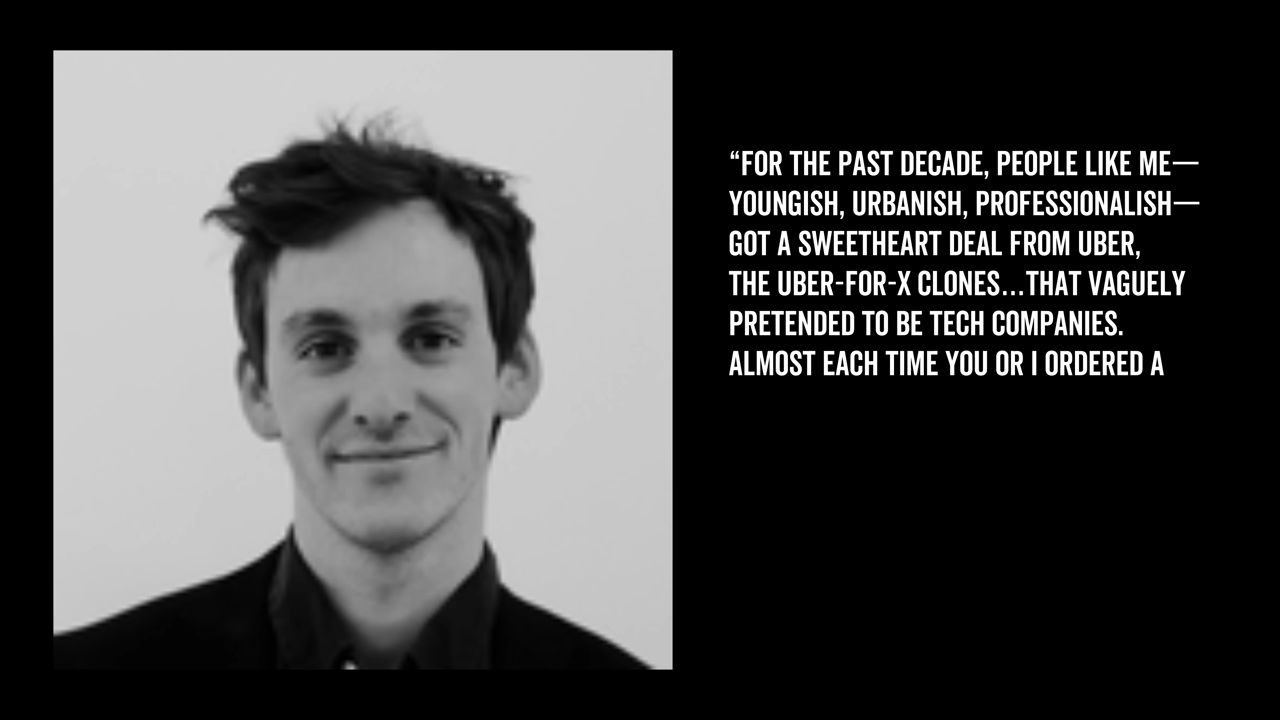 “FOR THE PAST DECADE, PEOPLE LIKE ME—
YOUNGISH, URBANISH, PROFESSIONALISH—
GOT A SWEETHEART DEAL FROM UBER,
THE UBER-FOR-X CLONES...THAT VAGUELY
PRETENDED TO BE TECH COMPANIES.
ALMOST EACH TIME YOU OR I ORDERED A